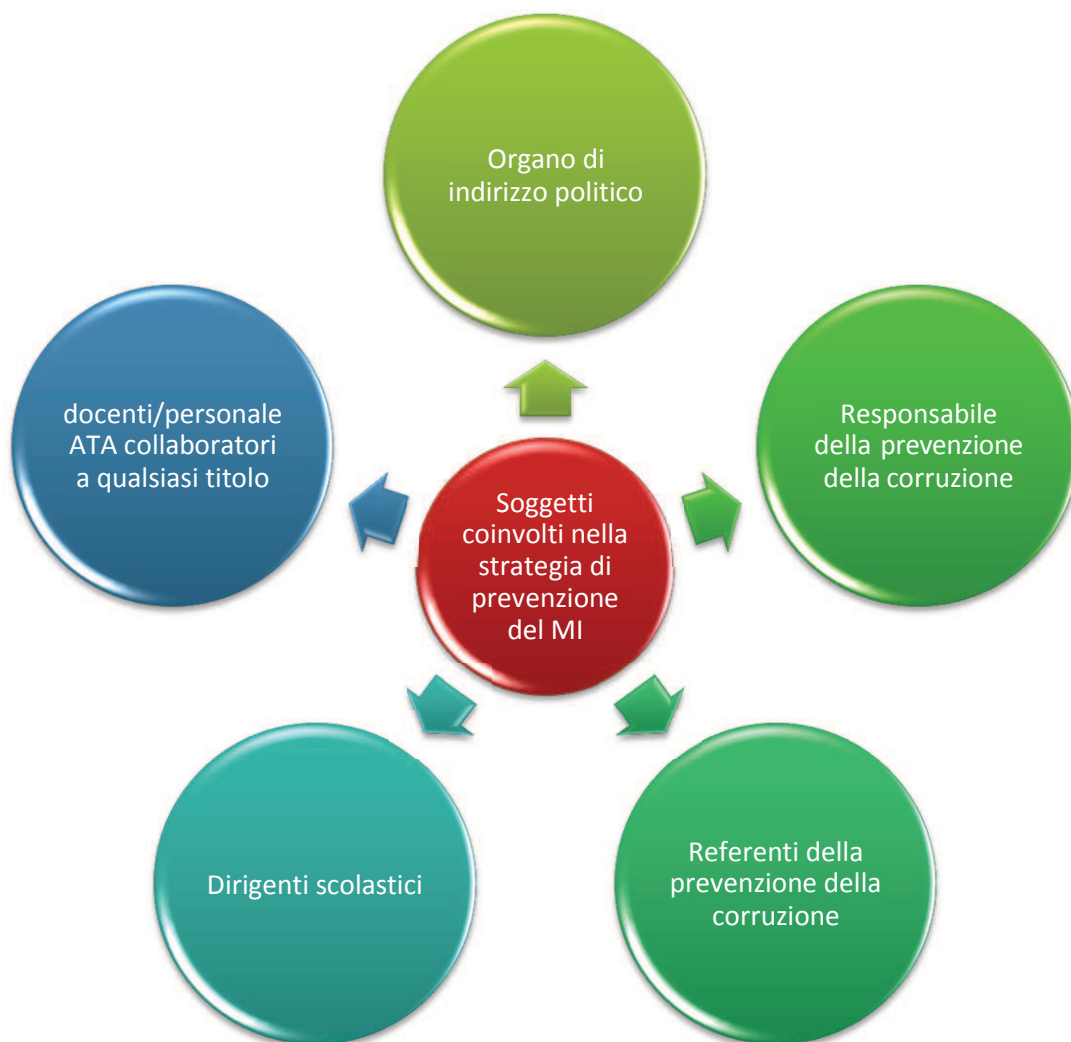 Organo di
indirizzo politico
Responsabile
della prevenzione
della corruzione
Referenti della
prevenzione della
corruzione
Dirigenti scolastici
docenti/personale
ATA collaboratori
a qualsiasi titolo
Soggetti
coinvolti nella
strategia di
prevenzione
del MI